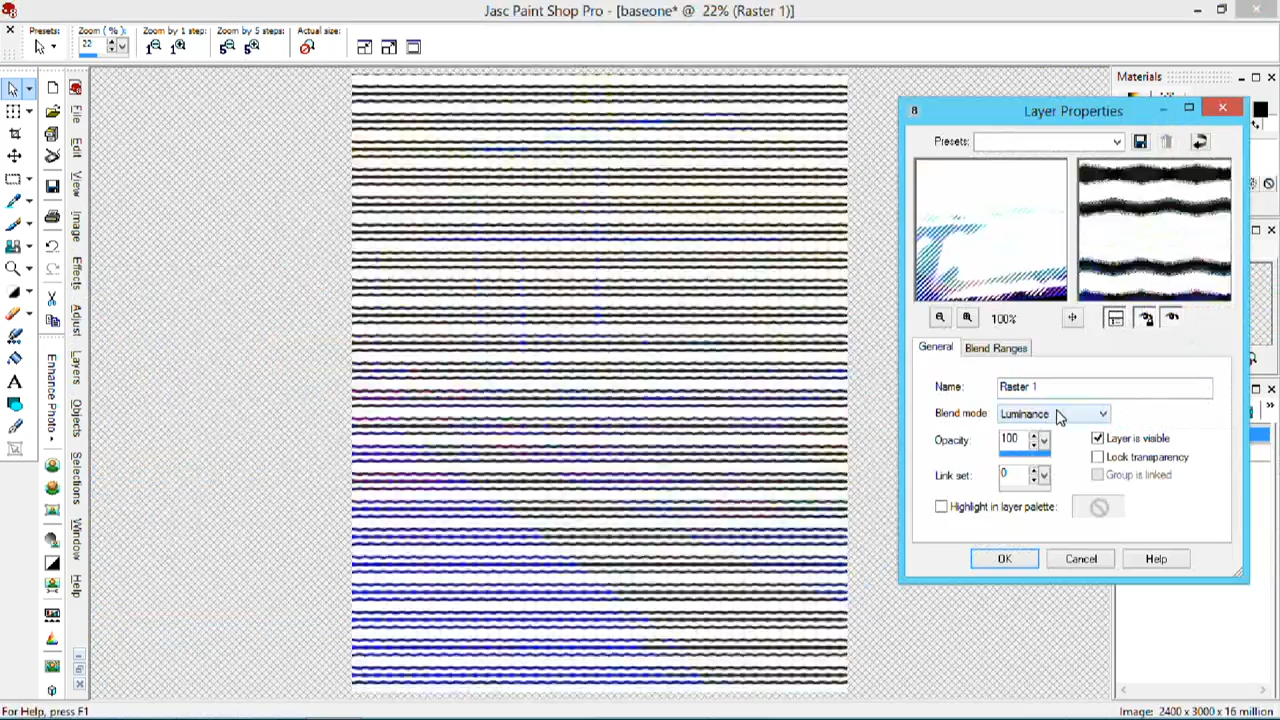 Jasc Paint Shop Pro - [baseone* @ 22% (Raster 1)]
Presets:
Zoom ( % ):
Zoom by 1 step:
Zoom by 5 steps:
Actual size:
22
File
Edit
View
Image
Effects
Adjust
Layers
Objects
Selections
Window
Help
Enhance Photo
Materials
Layer Properties
Presets:
100%
General
Blend Ranges
Name:
Raster 1
Blend mode
Luminance
Opacity:
100
Layer is visible
Lock transparency
Link set:
0
Group is linked
Highlight in layer palette:
OK
Cancel
Help
For Help, press F1
Image: 2400 x 3000 x 16 million